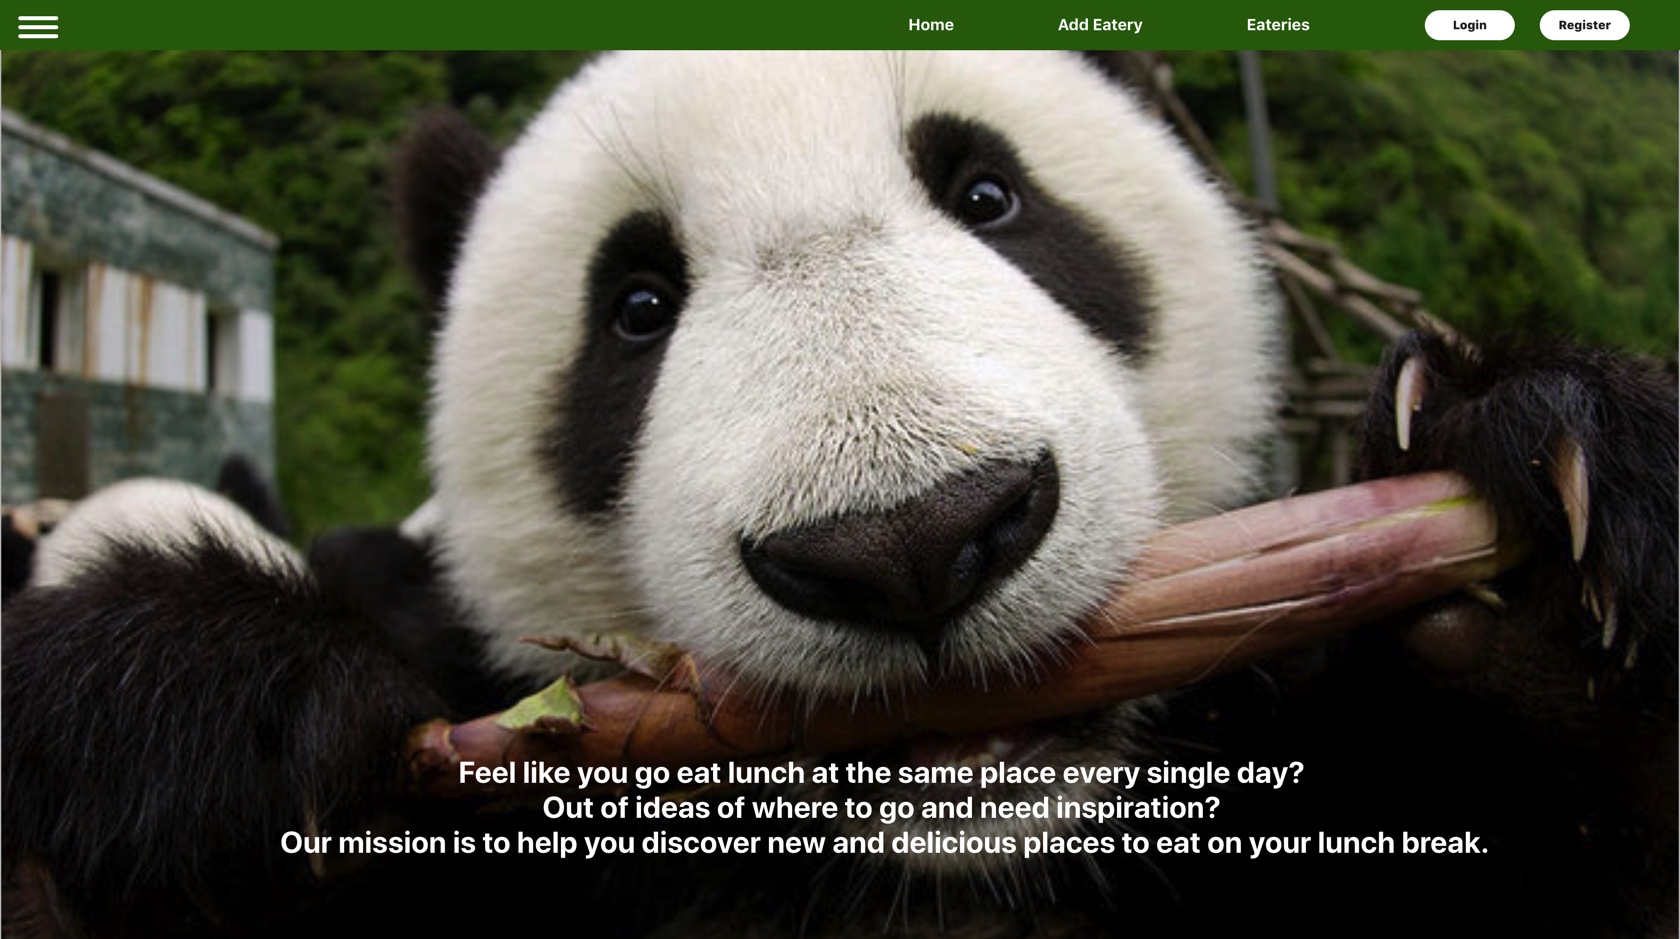 Home
Add Eatery
Eateries
Login
Register
Feel like you go eat lunch at the same place every single day?
Out of ideas of where to go and need inspiration?
Our mission is to help you discover new and delicious places to eat on your lunch break.